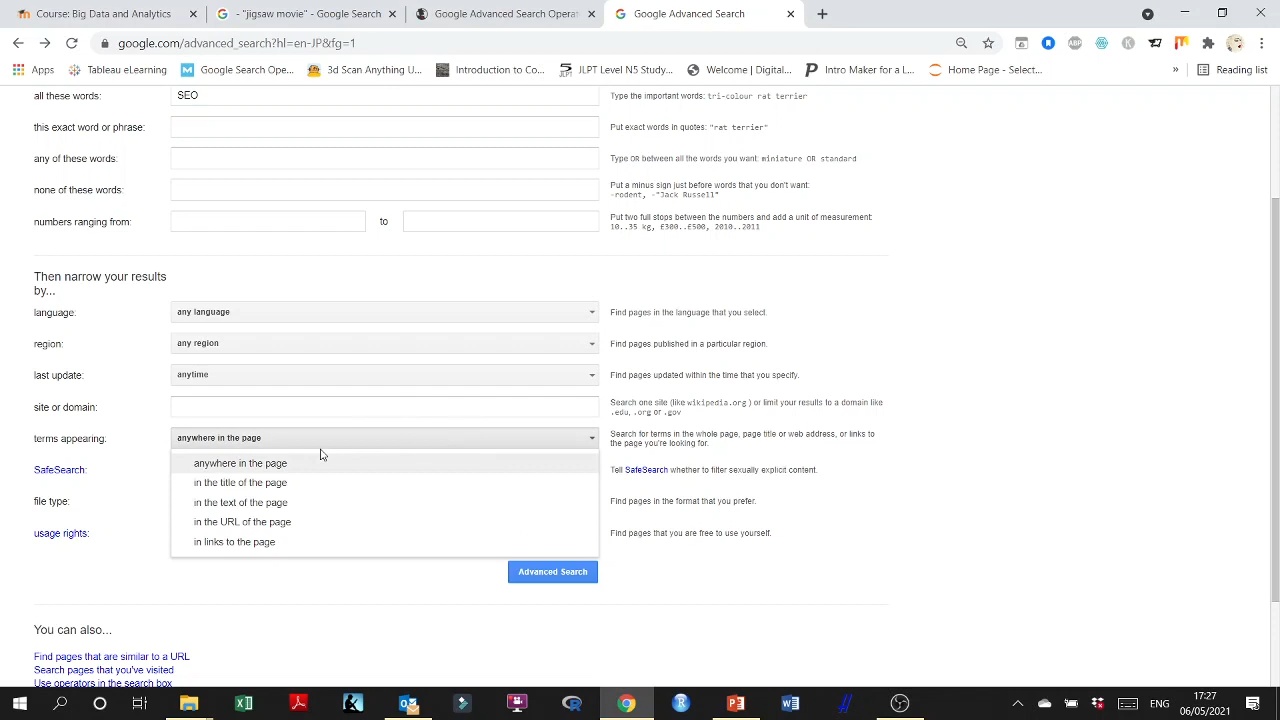 Course: Big Data and Analytics
- "jigsaw movie" - Google Search
Google Advanced Search Operat
Google Advanced Search
google.com/advanced_search?hl=en-JP&fg=1
Apps
Tableau eLearning
Google Search Ope...
3d Scan Anything U...
Introduction to Co...
JLPT Level N5 Study...
Welcome | Digital...
Intro Maker for a L...
Home Page - Select...
»
Reading list
all these words:
SEO
Type the important words: tri-colour rat terrier
this exact word or phrase:
Put exact words in quotes: "rat terrier"
any of these words:
Type OR between all the words you want: miniature OR standard
none of these words:
Put a minus sign just before words that you don't want:
-rodent, -"Jack Russell"
numbers ranging from:
to
Put two full stops between the numbers and add a unit of measurement:
10..35 kg, £300..£500, 2010..2011
Then narrow your results
by...
language:
any language
Find pages in the language that you select.
region:
any region
Find pages published in a particular region.
last update:
anytime
Find pages updated within the time that you specify.
site or domain:
Search one site (like wikipedia.org ) or limit your results to a domain like
.edu, .org or .gov
terms appearing:
anywhere in the page
Search for terms in the whole page, page title or web address, or links to
the page you're looking for.
anywhere in the page
in the title of the page
in the text of the page
in the URL of the page
in links to the page
SafeSearch:
Tell SafeSearch whether to filter sexually explicit content.
file type:
Find pages in the format that you prefer.
usage rights:
Find pages that you are free to use yourself.
Advanced Search
You can also...
Find pages that are similar to a URL
Search pages that you've visited
Use operators in the search box
ENG
17:27
06/05/2021